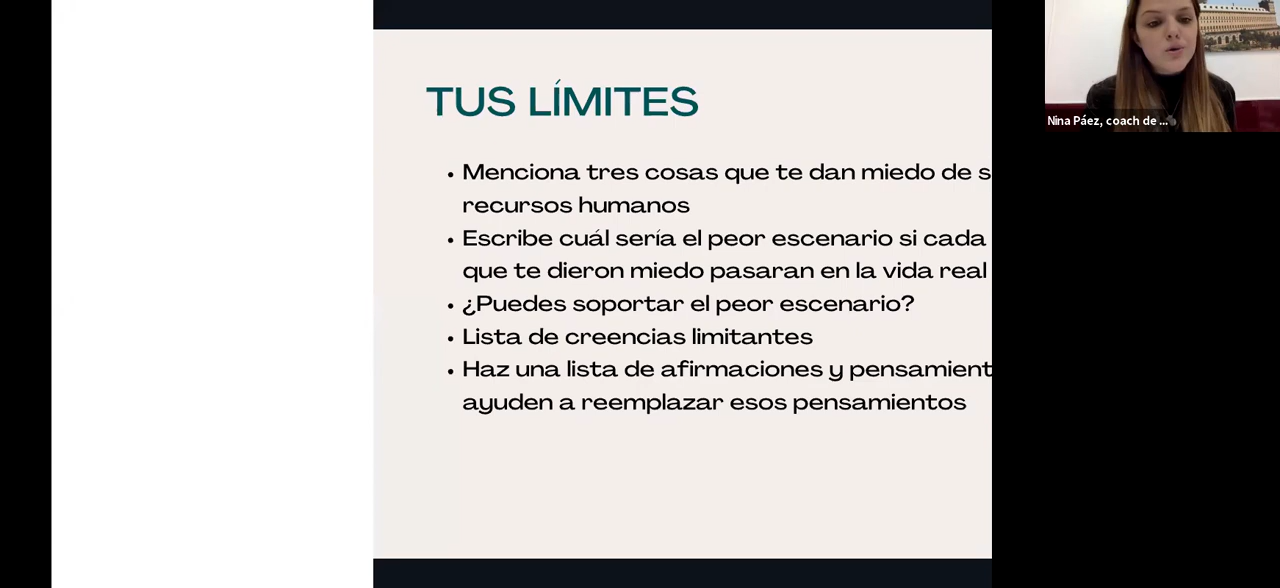 TUS LÍMITES
• Menciona tres cosas que te dan miedo de s
recursos humanos
• Escribe cuál sería el peor escenario si cada
que te dieron miedo pasaran en la vida real
• ¿Puedes soportar el peor escenario?
• Lista de creencias limitantes
• Haz una lista de afirmaciones y pensamient
ayuden a reemplazar esos pensamientos
Nina Páez, coach de ...